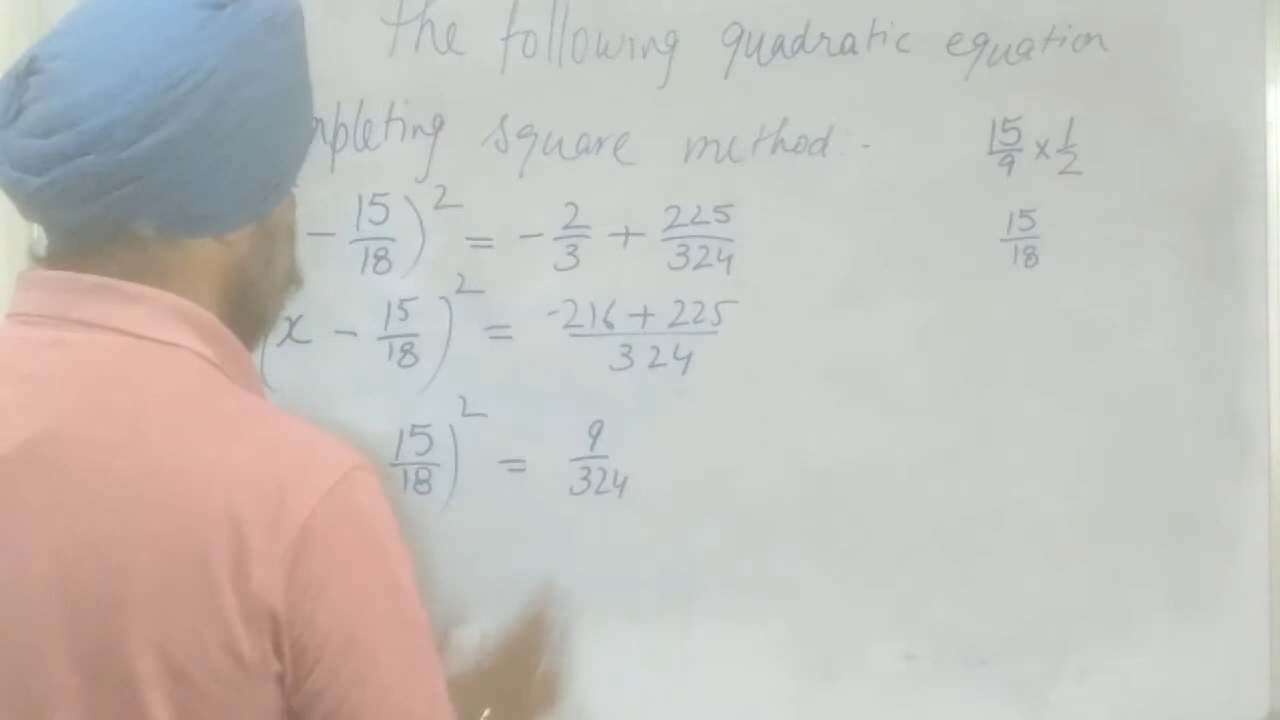 the following quadratic equation
mpleting square method.
15/9 × 1/2
- 15/18)² = - 2/3 + 225/324
15/18
(x - 15/18)² = -216 + 225/324
15/18)² = 9/324